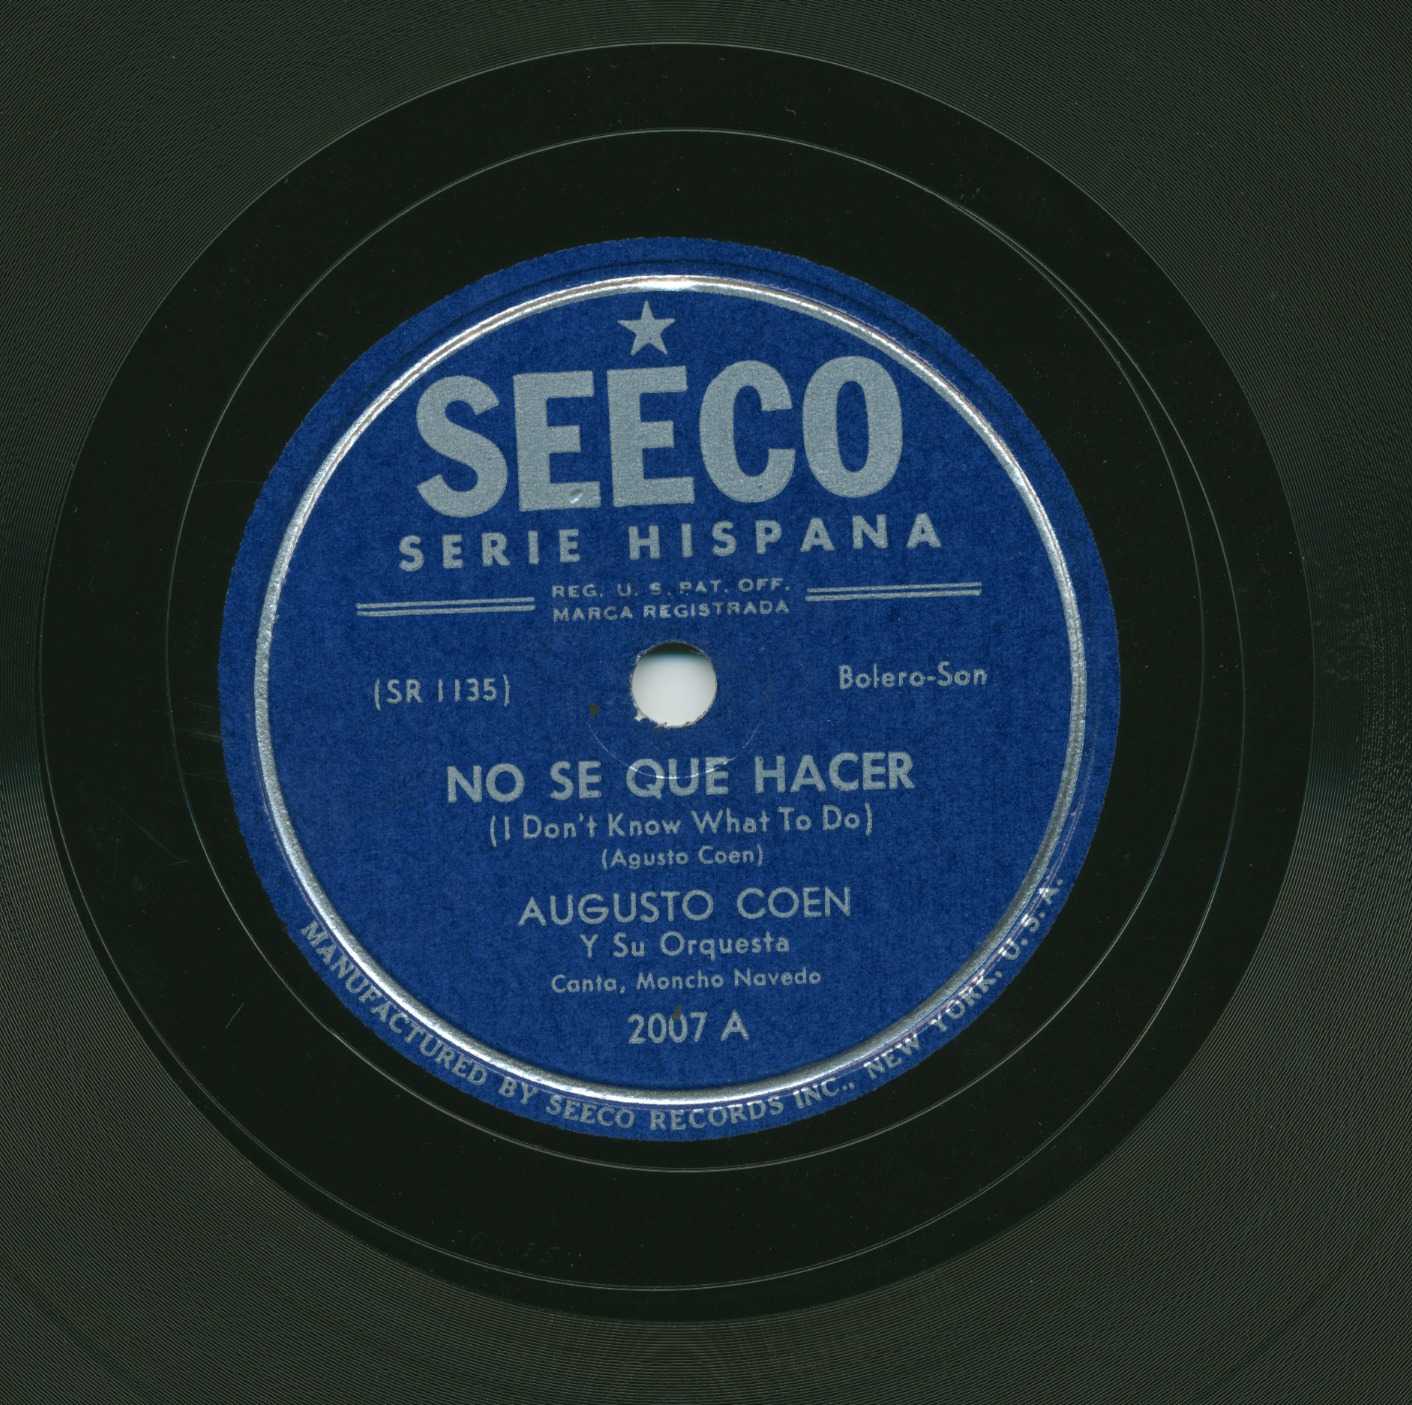 SEECO
SERIE HISPANA
REG. U. S. PAT. OFF.
MARCA REGISTRADA
(SR 1135)
Bolero-Son
NO SE QUE HACER
(I Don't Know What To Do)
(Agusto Coen)
AUGUSTO COEN
Y Su Orquesta
Canta, Moncho Navedo
2007 A
MANUFACTURED BY SEECO RECORDS INC., NEW YORK, U. S. A.